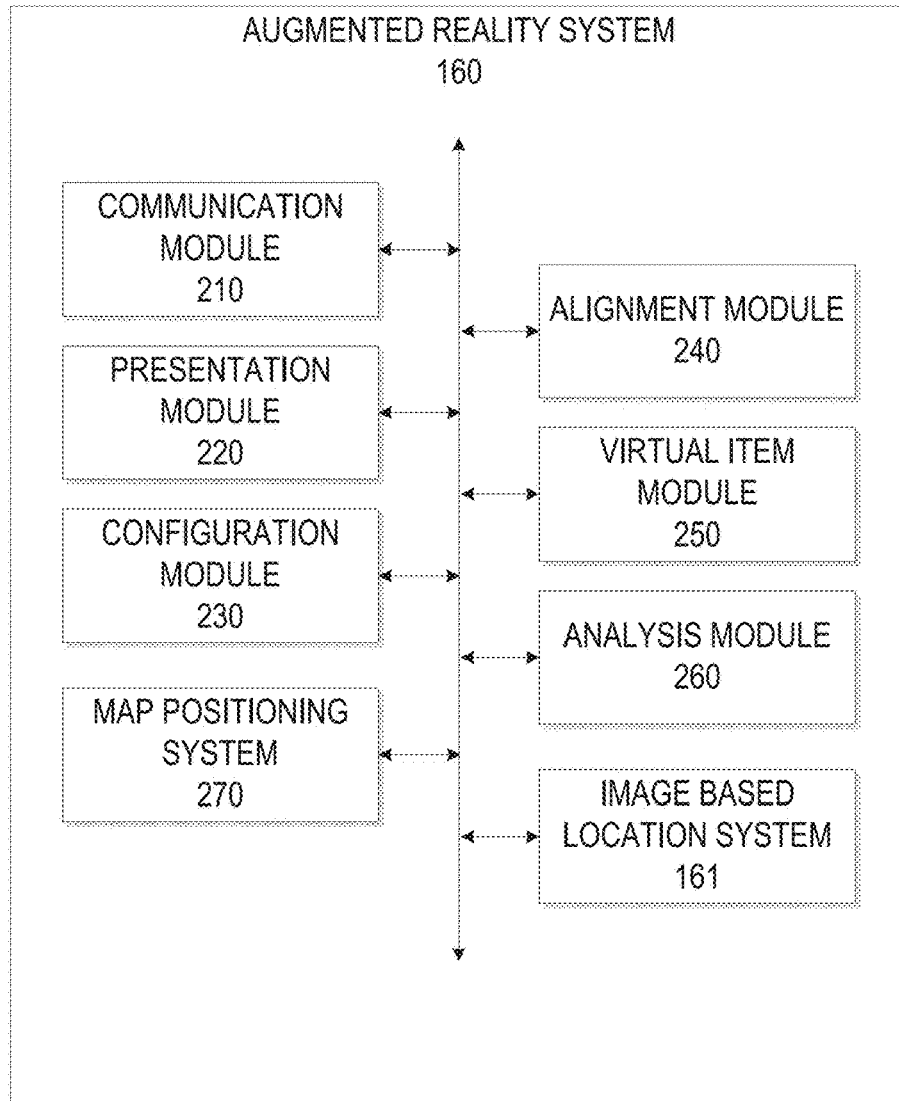 AUGMENTED REALITY SYSTEM
160
COMMUNICATION
MODULE
210
PRESENTATION
MODULE
220
CONFIGURATION
MODULE
230
MAP POSITIONING
SYSTEM
270
ALIGNMENT MODULE
240
VIRTUAL ITEM
MODULE
250
ANALYSIS MODULE
260
IMAGE BASED
LOCATION SYSTEM
161